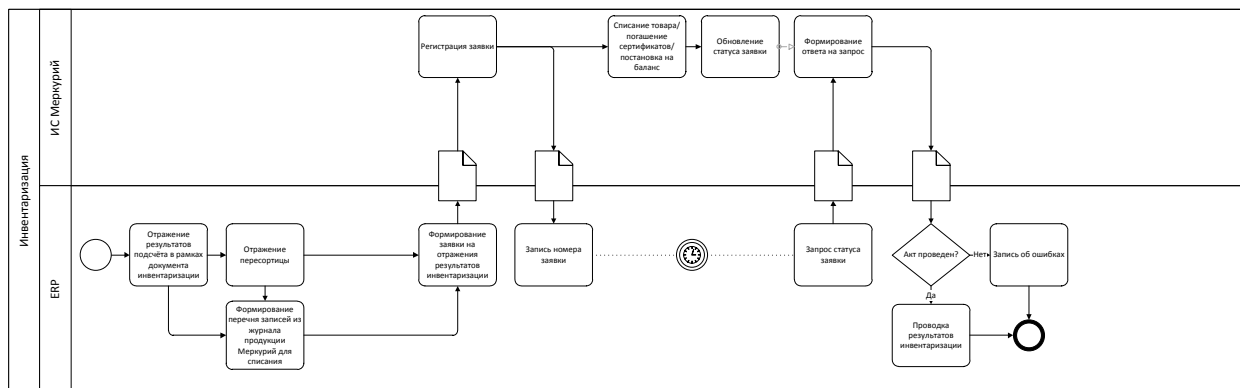 Инвентаризация
ИС Меркурий
Регистрация заявки
Списание товара/
погашение
сертификатов/
постановка на
баланс
Обновление
статуса заявки
Формирование
ответа на запрос
ERP
Отражение
результатов
подсчёта в рамках
документа
инвентаризации
Отражение
пересортицы
Формирование
перечня записей из
журнала
продукции
Меркурий для
списания
Формирование
заявки на
отражения
результатов
инвентаризации
Запись номера
заявки
Запрос статуса
заявки
Акт проведен?
Нет
Запись об ошибках
Да
Проводка
результатов
инвентаризации